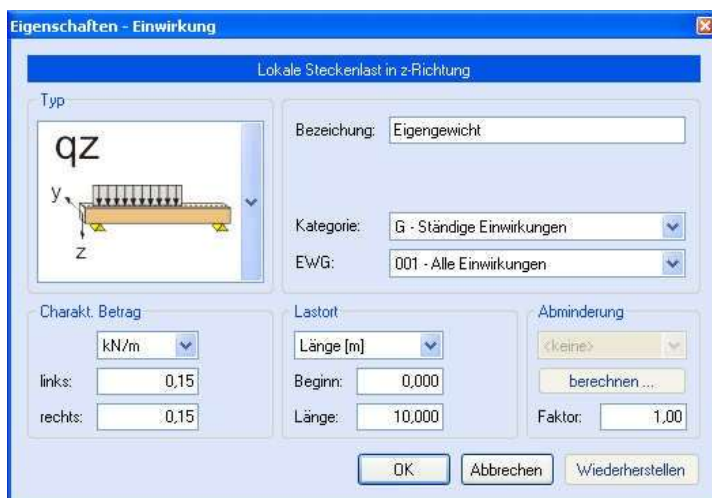 Eigenschaften - Einwirkung
Lokale Steckenlast in z-Richtung
Typ
qz
y
z
Bezeichung: Eigengewicht
Kategorie: G - Ständige Einwirkungen
EWG: 001 - Alle Einwirkungen
Charakt. Betrag
kN/m
links: 0,15
rechts: 0,15
Lastort
Länge [m]
Beginn: 0,000
Länge: 10,000
Abminderung
<keine>
berechnen ...
Faktor: 1,00
OK Abbrechen Wiederherstellen